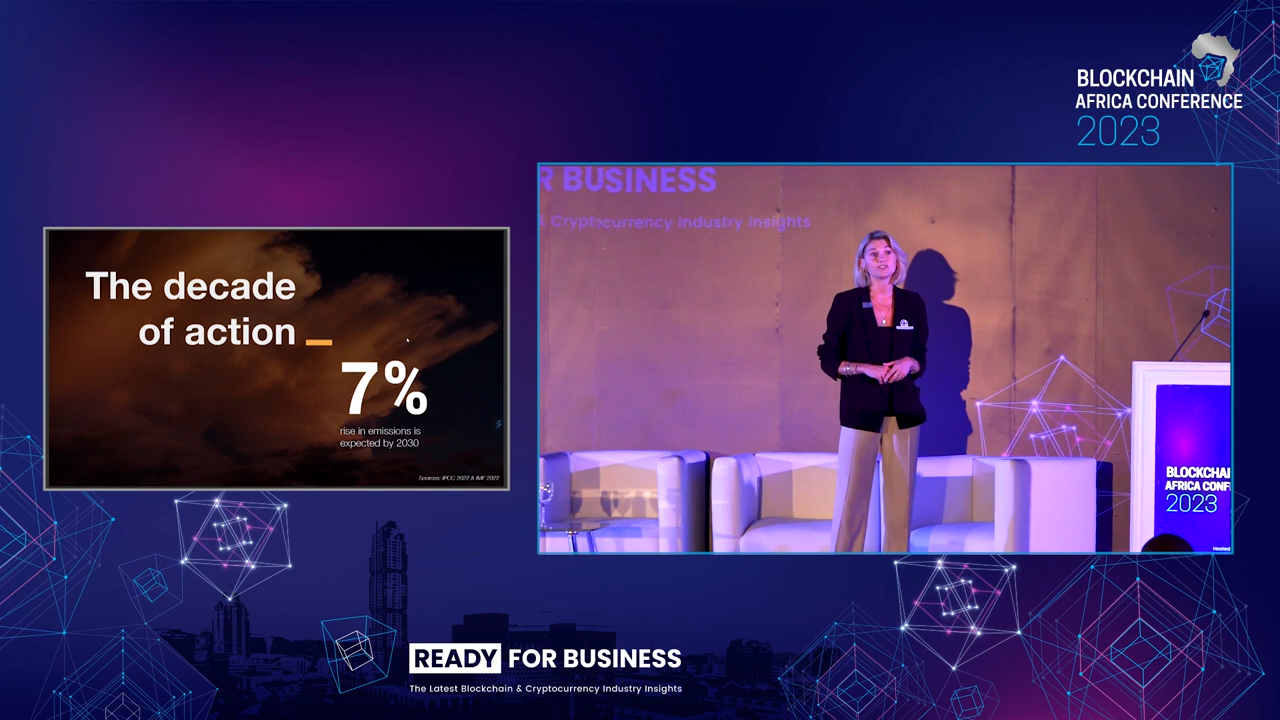 BLOCKCHAIN
AFRICA CONFERENCE
2023
The decade
of action
7%
rise in emissions is
expected by 2030
Sources: IPCC 2022 & IMF 2022
R BUSINESS
& Cryptocurrency Industry Insights
BLOCKCHAI
AFRICA CONF
2023
Hosted
READY FOR BUSINESS
The Latest Blockchain & Cryptocurrency Industry Insights